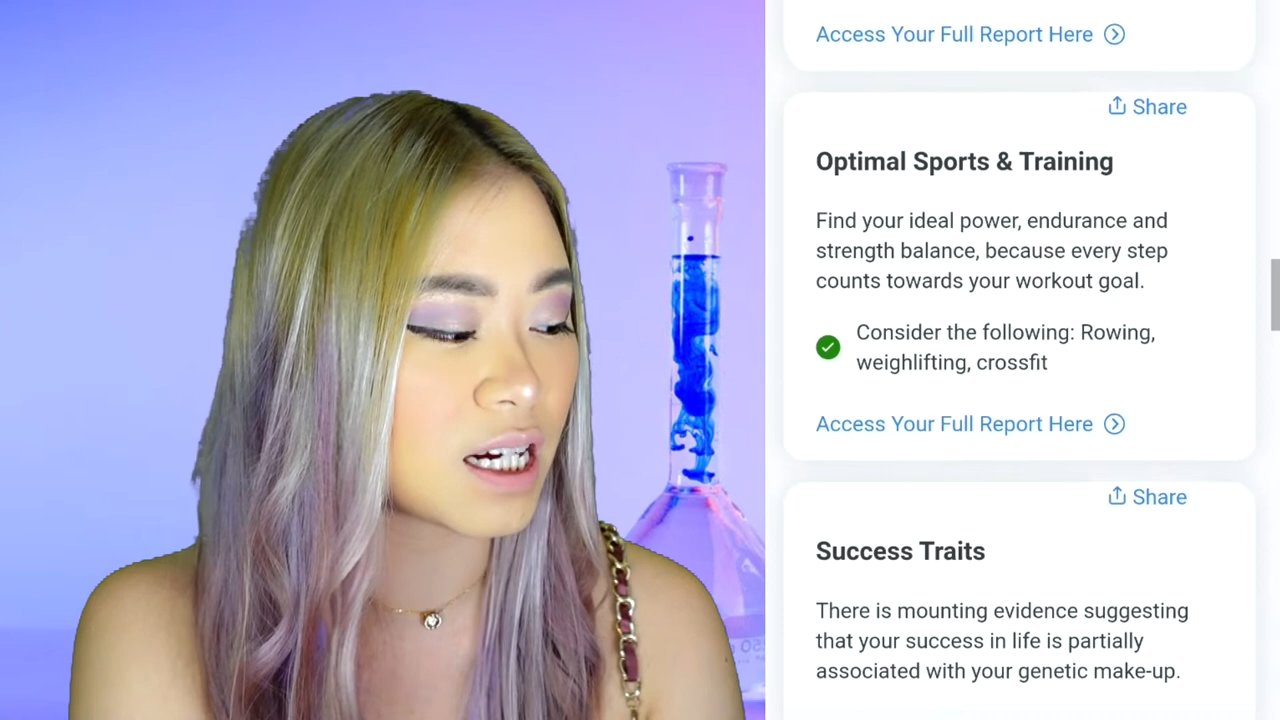 Access Your Full Report Here
Share
Optimal Sports & Training
Find your ideal power, endurance and
strength balance, because every step
counts towards your workout goal.
Consider the following: Rowing,
weighlifting, crossfit
Access Your Full Report Here
Share
Success Traits
There is mounting evidence suggesting
that your success in life is partially
associated with your genetic make-up.